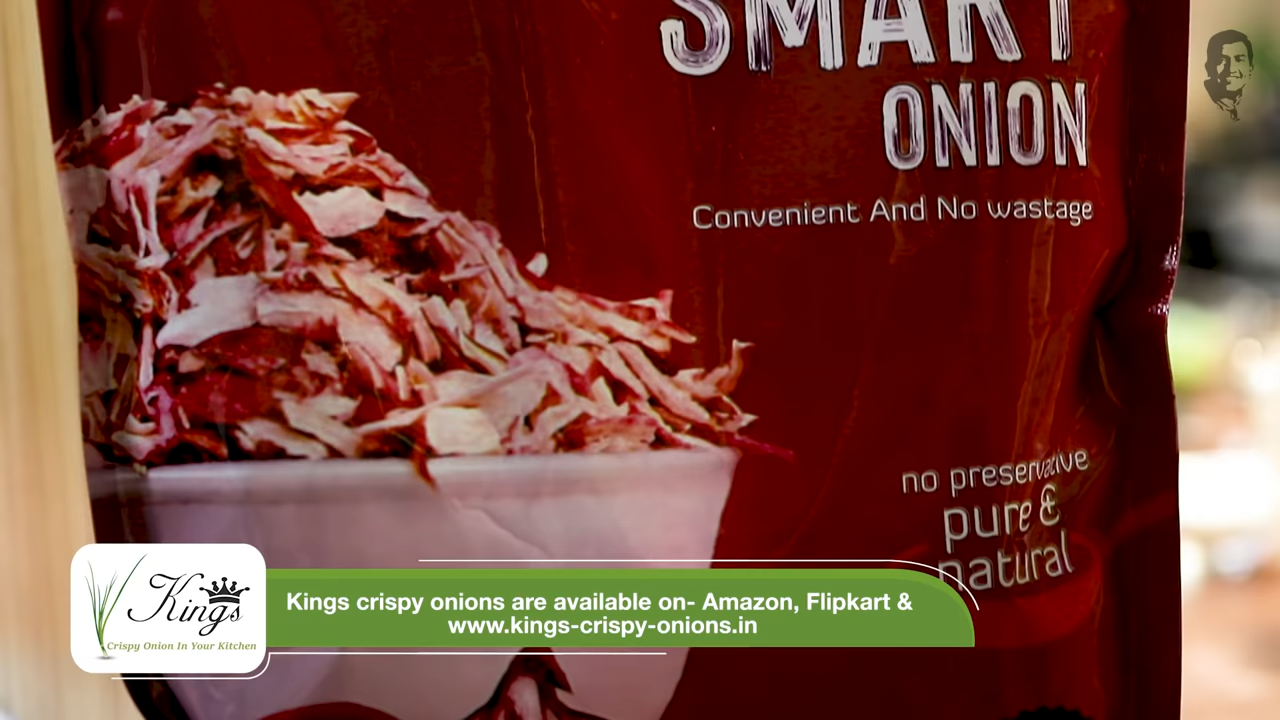 SMART
ONION
Convenient And No wastage
no preservative
pure &
natural
Kings
Crispy Onion In Your Kitchen
Kings crispy onions are available on- Amazon, Flipkart &
www.kings-crispy-onions.in